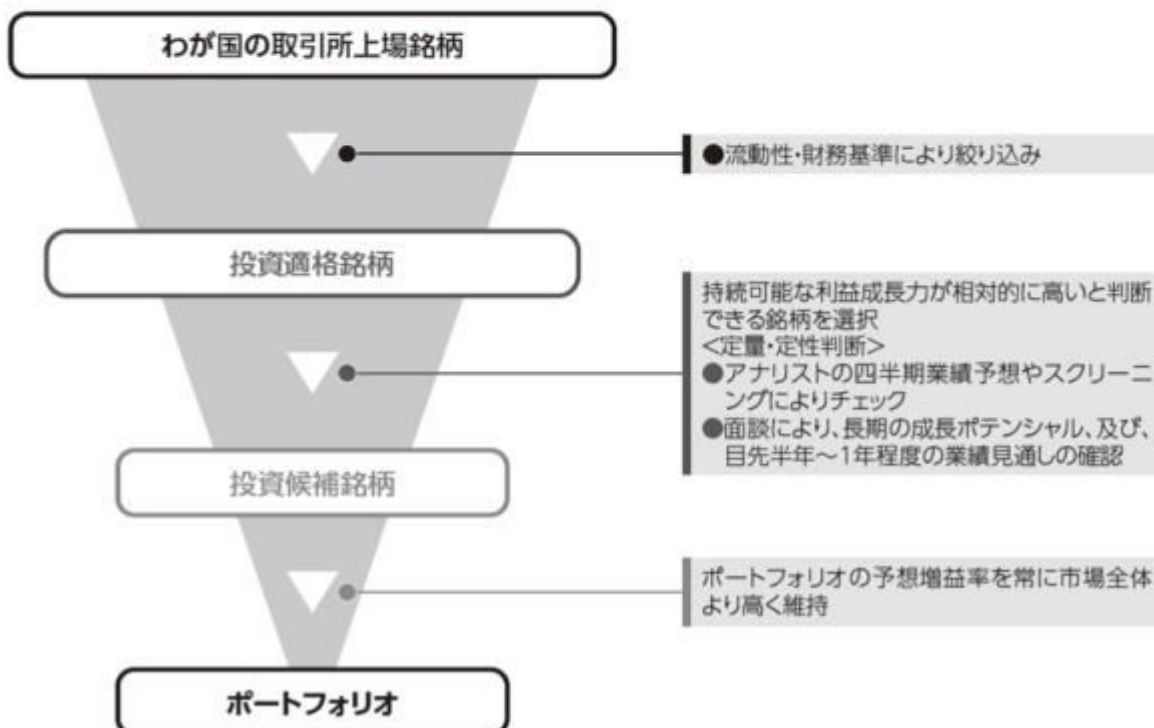 わが国の取引所上場銘柄
●流動性・財務基準により絞り込み
投資適格銘柄
持続可能な利益成長力が相対的に高いと判断
できる銘柄を選択
<定量・定性判断>
●アナリストの四半期業績予想やスクリーニ
ングによりチェック
●面談により、長期の成長ポテンシャル、及び、
目先半年～1年程度の業績見通しの確認
投資候補銘柄
ポートフォリオの予想増益率を常に市場全体
より高く維持
ポートフォリオ